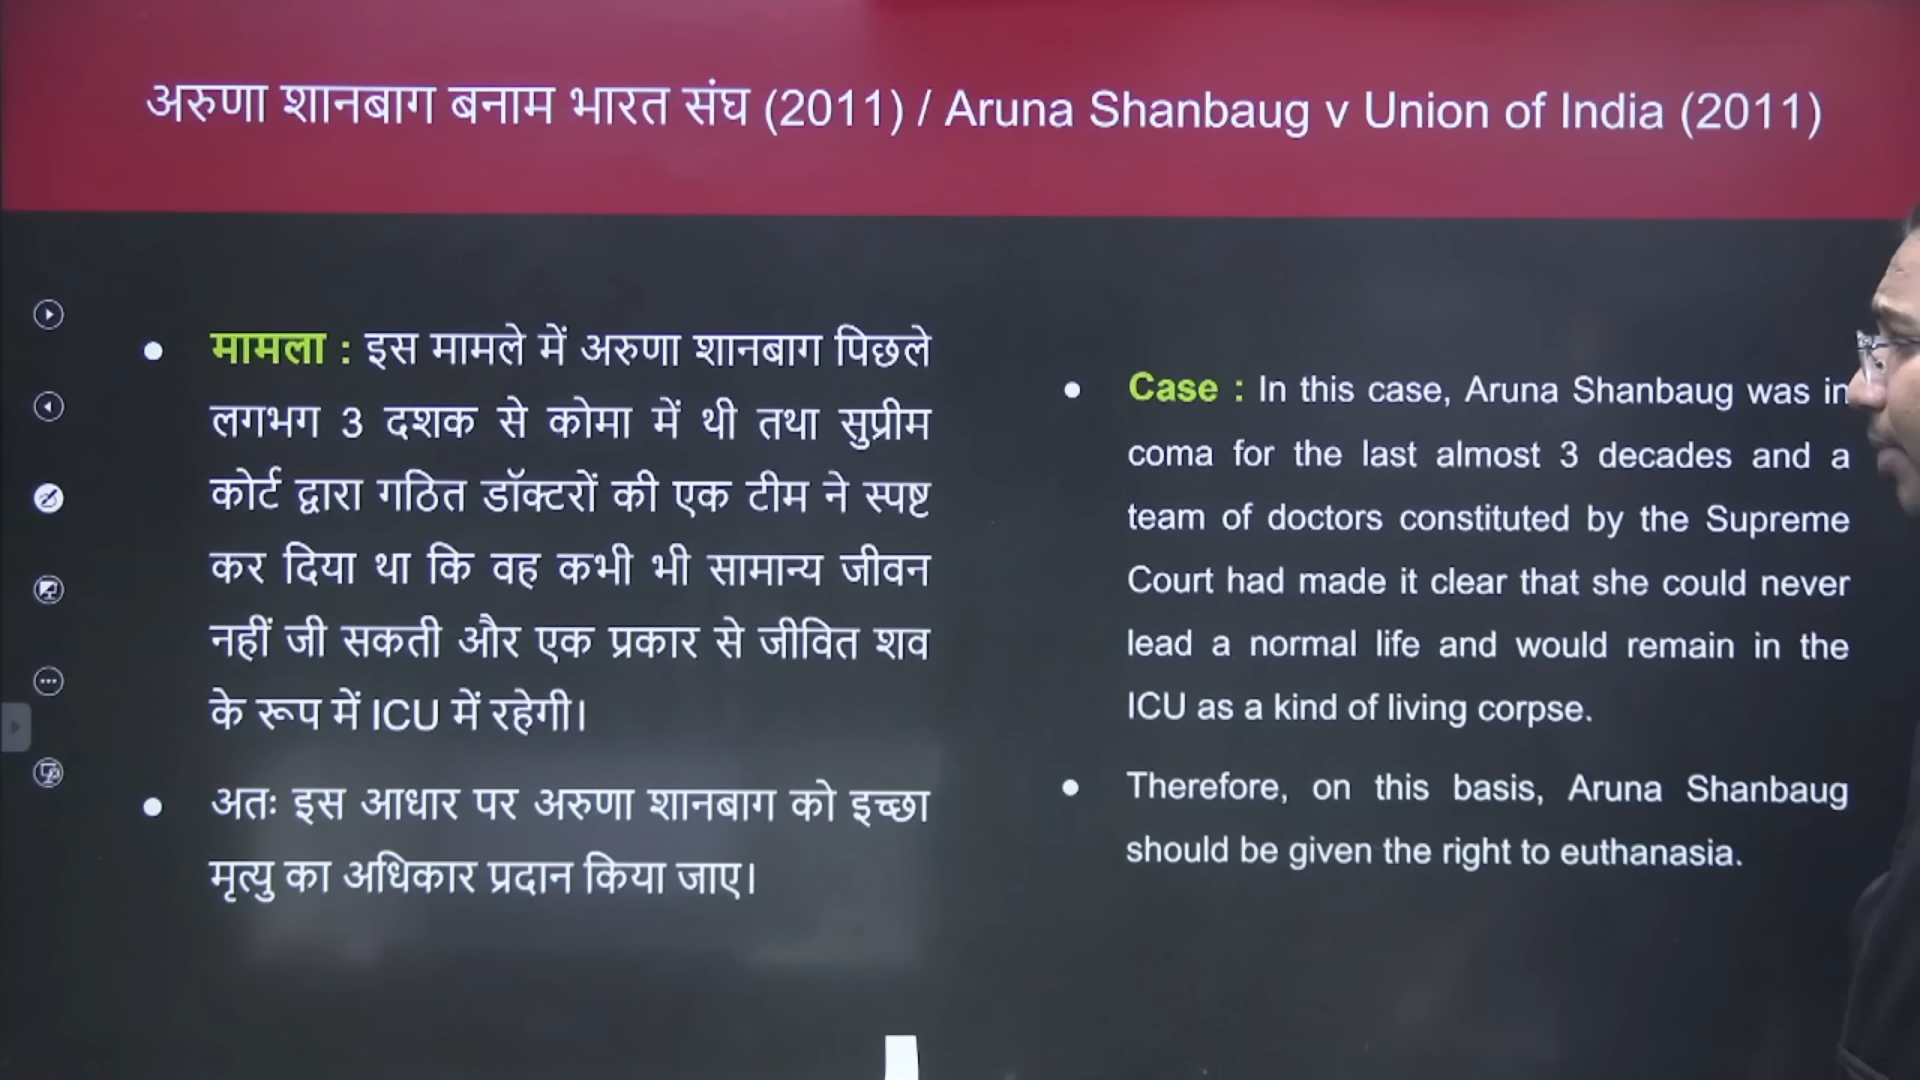 अरुणा शानबाग बनाम भारत संघ (2011) / Aruna Shanbaug v Union of India (2011)
मामला : इस मामले में अरुणा शानबाग पिछले
लगभग 3 दशक से कोमा में थी तथा सुप्रीम
कोर्ट द्वारा गठित डॉक्टरों की एक टीम ने स्पष्ट
कर दिया था कि वह कभी भी सामान्य जीवन
नहीं जी सकती और एक प्रकार से जीवित शव
के रूप में ICU में रहेगी।
अतः इस आधार पर अरुणा शानबाग को इच्छा
मृत्यु का अधिकार प्रदान किया जाए।
Case : In this case, Aruna Shanbaug was in
coma for the last almost 3 decades and a
team of doctors constituted by the Supreme
Court had made it clear that she could never
lead a normal life and would remain in the
ICU as a kind of living corpse.
Therefore, on this basis, Aruna Shanbaug
should be given the right to euthanasia.